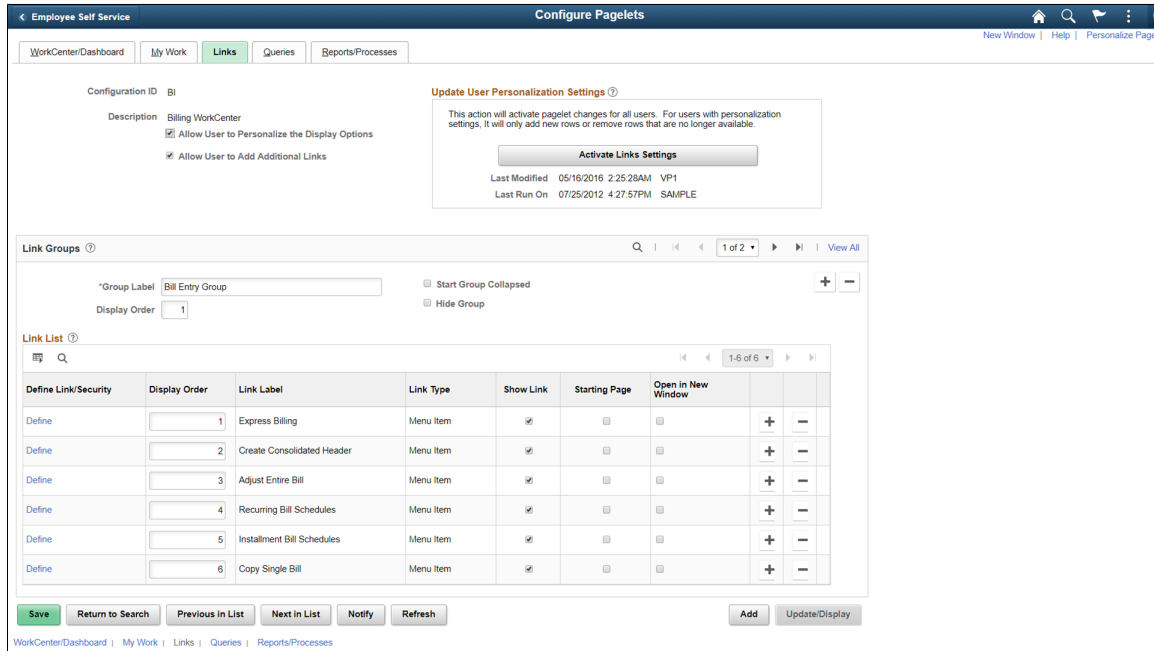 Employee Self Service
Configure Pagelets
New Window | Help | Personalize Page
WorkCenter/Dashboard
My Work
Links
Queries
Reports/Processes
Configuration ID BI
Description Billing WorkCenter
Allow User to Personalize the Display Options
Allow User to Add Additional Links
Update User Personalization Settings
This action will activate pagelet changes for all users. For users with personalization
settings, It will only add new rows or remove rows that are no longer available.
Activate Links Settings
Last Modified 05/16/2016 2:25:28AM VP1
Last Run On 07/25/2012 4:27:57PM SAMPLE
Link Groups
1 of 2
View All
*Group Label Bill Entry Group
Start Group Collapsed
Display Order 1
Hide Group
Link List
1-6 of 6
Define Link/Security Display Order Link Label Link Type Show Link Starting Page Open in New Window
Define 1 Express Billing Menu Item
Define 2 Create Consolidated Header Menu Item
Define 3 Adjust Entire Bill Menu Item
Define 4 Recurring Bill Schedules Menu Item
Define 5 Installment Bill Schedules Menu Item
Define 6 Copy Single Bill Menu Item
Save Return to Search Previous in List Next in List Notify Refresh Add Update/Display
WorkCenter/Dashboard | My Work | Links | Queries | Reports/Processes